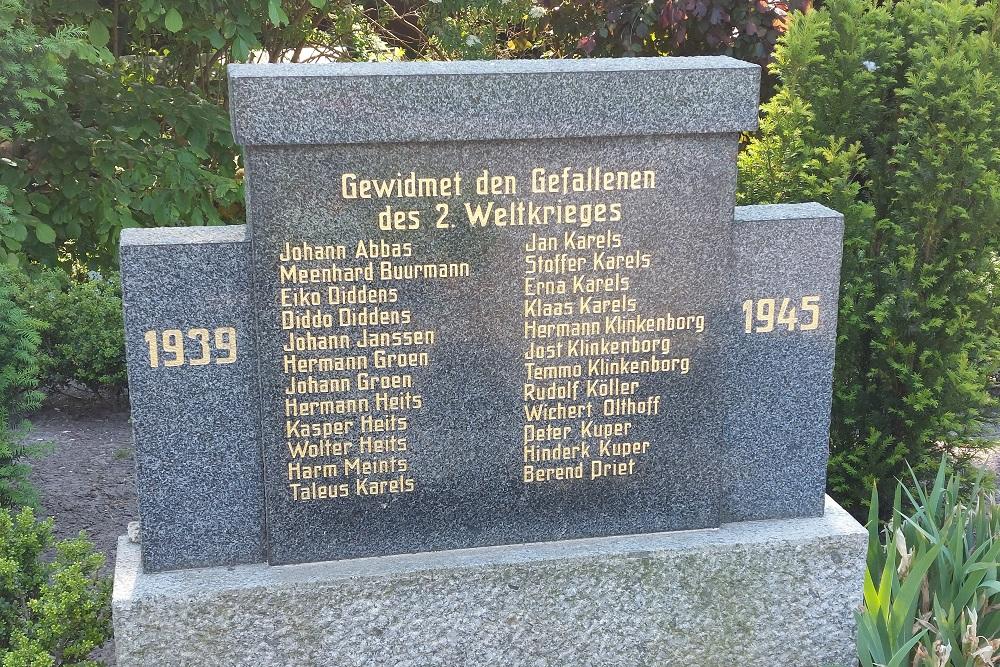 Gewidmet den Gefallenen
des 2. Weltkrieges
1939
Johann Abbas
Meenhard Buurmann
Eiko Diddens
Diddo Diddens
Johann Janssen
Hermann Groen
Johann Groen
Hermann Heits
Kasper Heits
Wolter Heits
Harm Meints
Taleus Karels
Jan Karels
Stoffer Karels
Erna Karels
Klaas Karels
Hermann Klinkenborg
Jost Klinkenborg
Temmo Klinkenborg
Rudolf Köller
Wichert Olthoff
Peter Kuper
Hinderk Kuper
Berend Priet
1945